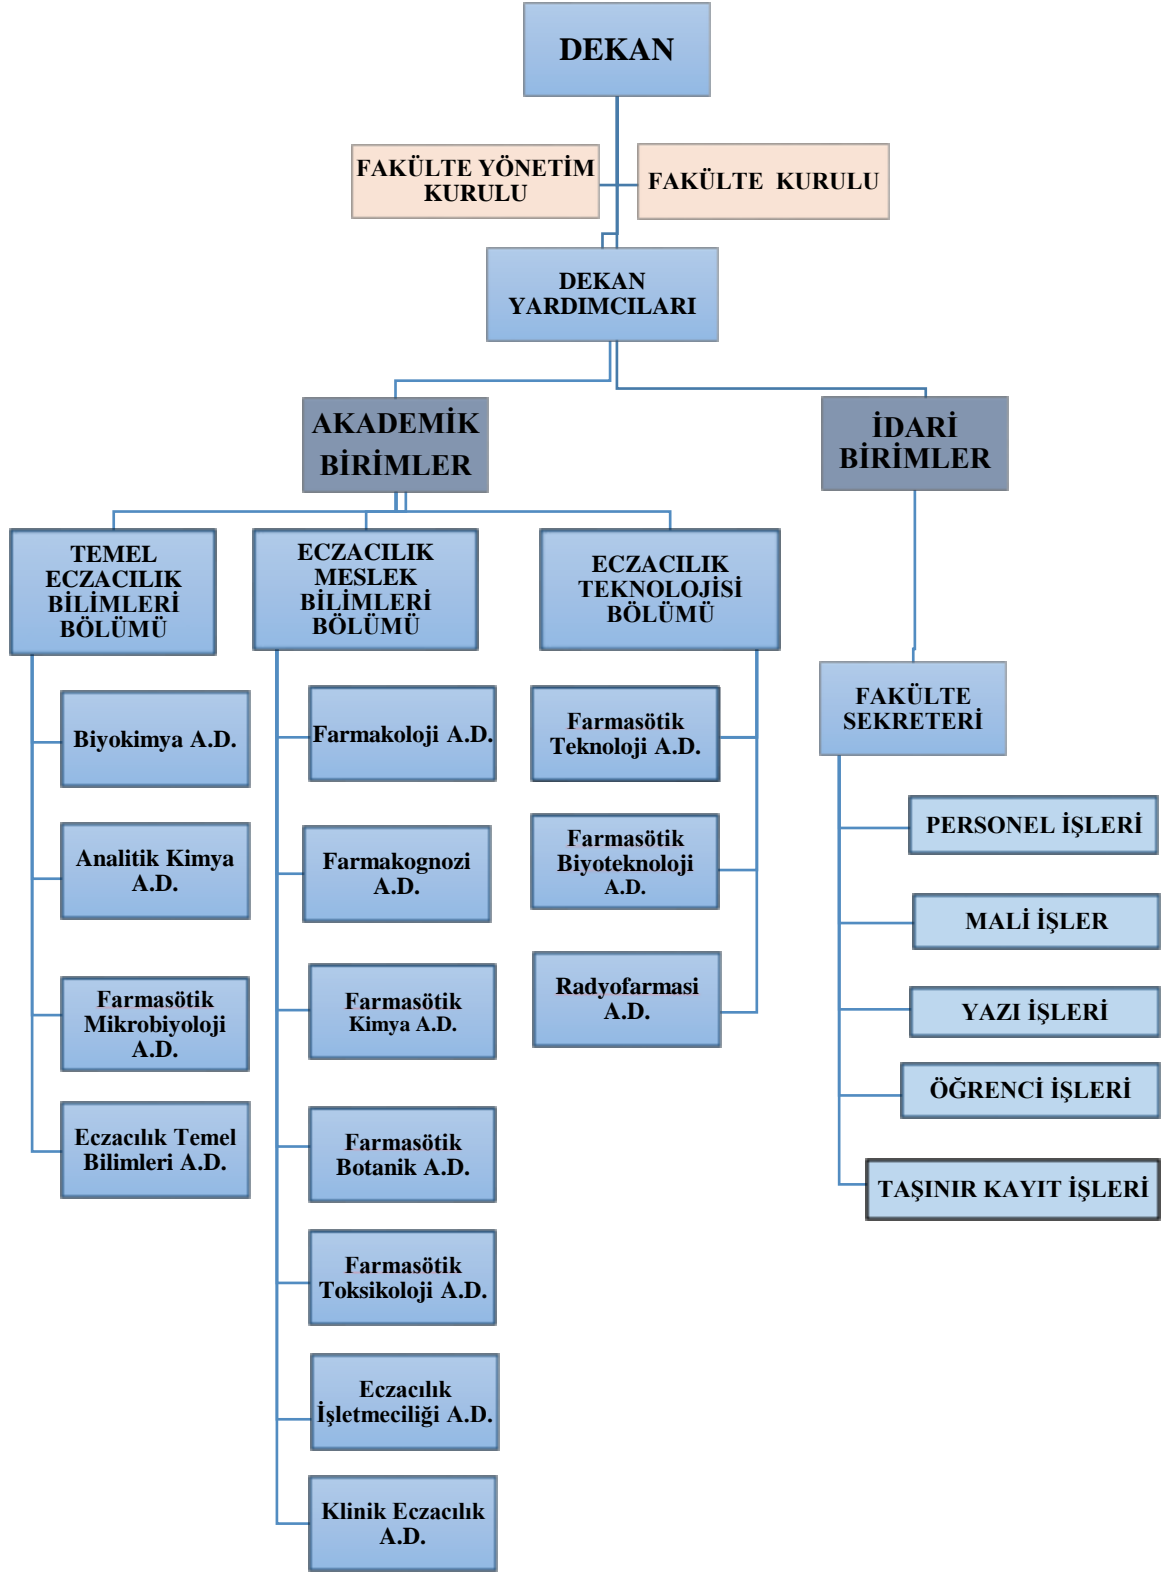 DEKAN
FAKÜLTE YÖNETİM
KURULU
FAKÜLTE  KURULU
DEKAN
YARDIMCILARI
AKADEMİK
BİRİMLER
İDARİ
BİRİMLER
TEMEL
ECZACILIK
BİLİMLERİ
BÖLÜMÜ
ECZACILIK
MESLEK
BİLİMLERİ
BÖLÜMÜ
ECZACILIK
TEKNOLOJİSİ
BÖLÜMÜ
Biyokimya A.D.
Analitik Kimya
A.D.
Farmasötik
Mikrobiyoloji
A.D.
Eczacılık Temel
Bilimleri A.D.
Farmakoloji A.D.
Farmakognozi
A.D.
Farmasötik
Kimya A.D.
Farmasötik
Botanik A.D.
Farmasötik
Toksikoloji A.D.
Eczacılık
İşletmeciliği A.D.
Klinik Eczacılık
A.D.
Farmasötik
Teknoloji A.D.
Farmasötik
Biyoteknoloji
A.D.
Radyofarmasi
A.D.
FAKÜLTE
SEKRETERİ
PERSONEL İŞLERİ
MALİ İŞLER
YAZI İŞLERİ
ÖĞRENCİ İŞLERİ
TAŞINIR KAYIT İŞLERİ